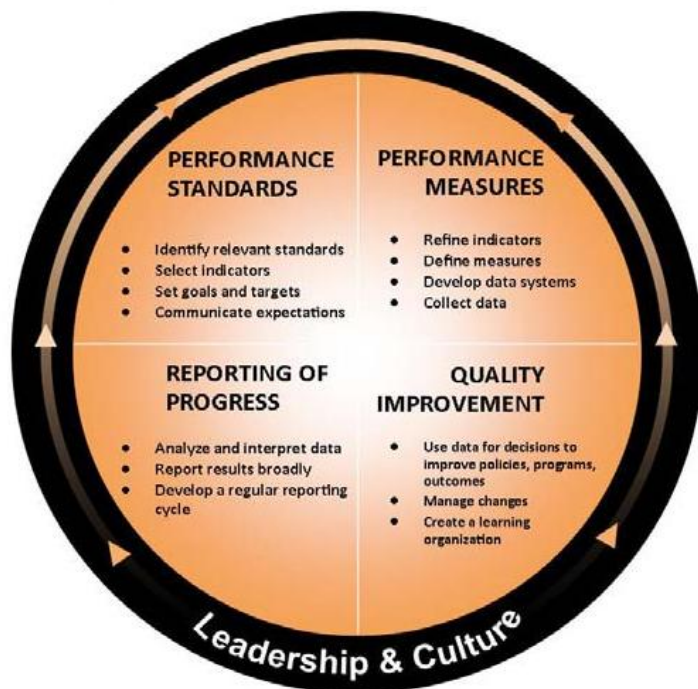 PERFORMANCE
STANDARDS
Identify relevant standards
Select indicators
Set goals and targets
Communicate expectations
PERFORMANCE
MEASURES
Refine indicators
Define measures
Develop data systems
Collect data
REPORTING OF
PROGRESS
Analyze and interpret data
Report results broadly
Develop a regular reporting
cycle
QUALITY
IMPROVEMENT
Use data for decisions to
improve policies, programs,
outcomes
Manage changes
Create a learning
organization
Leadership & Culture